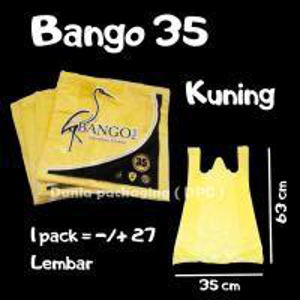 Bango 35
Kuning
BANGO
35
Dunia packaging ( DPC )
1 pack = -/+ 27
Lembar
63 cm
35 cm